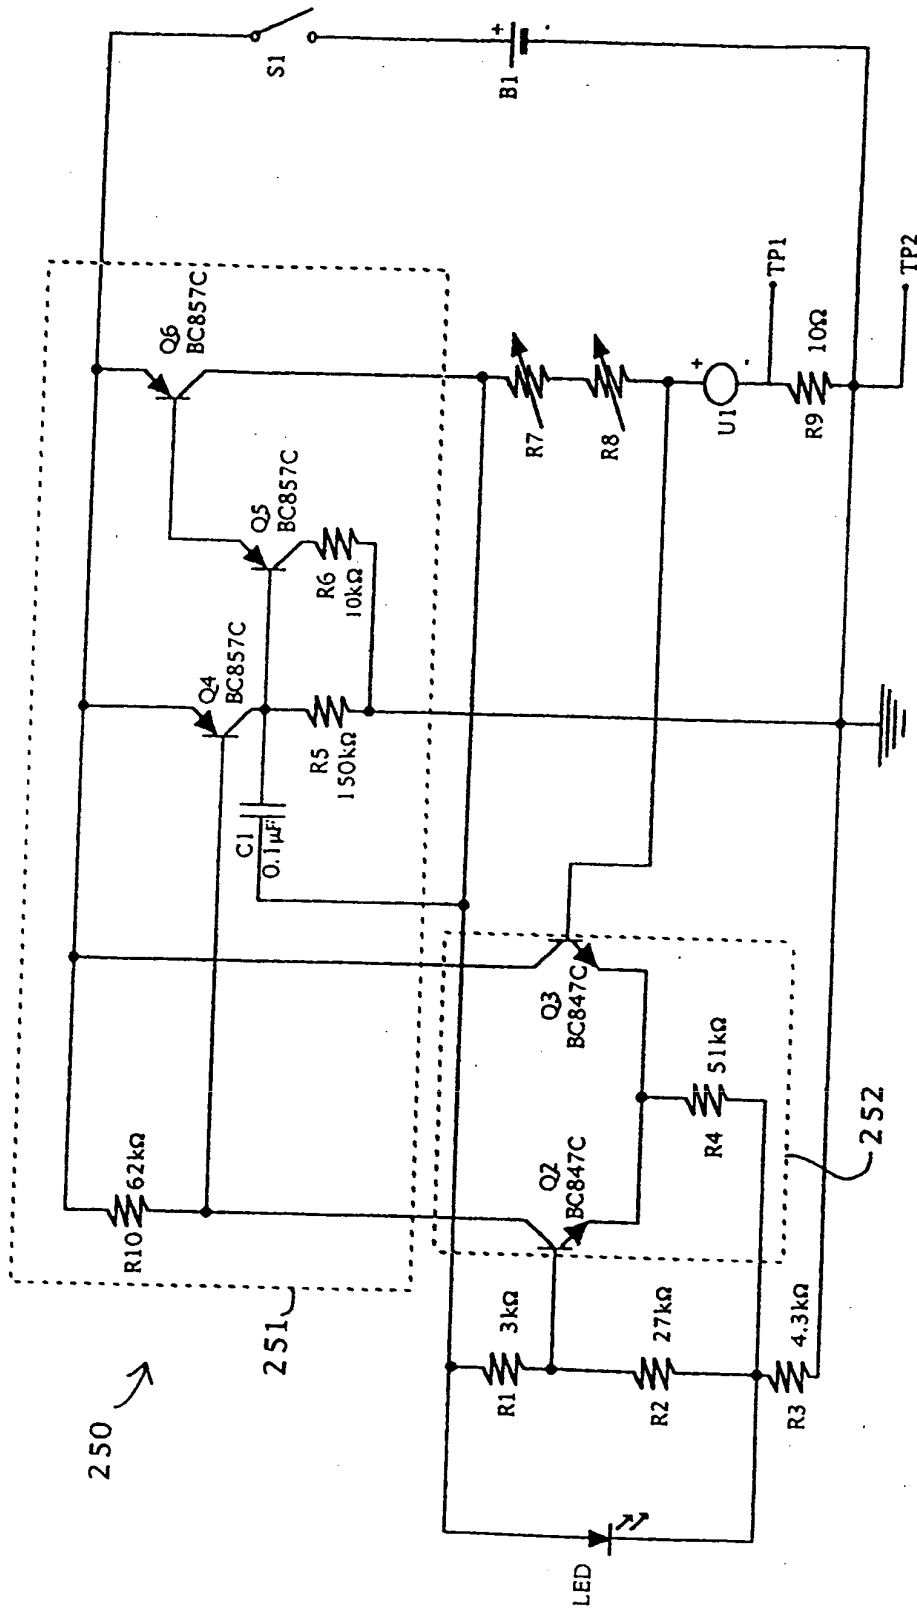 250
251
252
S1
+
B1
Q6
BC857C
Q5
BC857C
Q4
BC857C
R6
10kΩ
R5
150kΩ
C1
0.1µF
R10
62kΩ
R7
R8
+
-
U1
TP1
R9
10Ω
TP2
Q3
BC847C
Q2
BC847C
R4
51kΩ
R1
3kΩ
R2
27kΩ
R3
4.3kΩ
LED